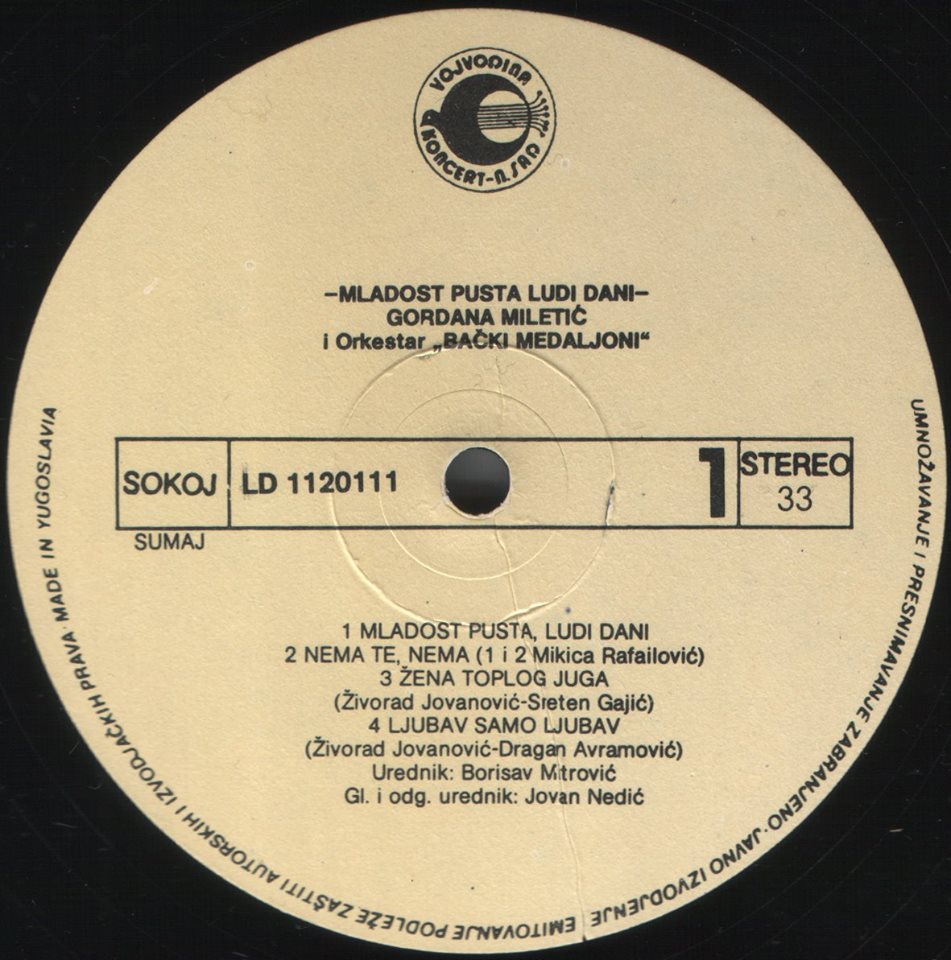 VOJVODINA
KONCERT-N.SAD
–MLADOST PUSTA LUDI DANI–
GORDANA MILETIĆ
i Orkestar „BAČKI MEDALJONI“
SOKOJ LD 1120111 1 STEREO
33
SUMAJ
1 MLADOST PUSTA, LUDI DANI
2 NEMA TE, NEMA (1 i 2 Mikica Rafailović)
3 ŽENA TOPLOG JUGA
(Živorad Jovanović-Sreten Gajić)
4 LJUBAV SAMO LJUBAV
(Živorad Jovanović-Dragan Avramović)
Urednik: Borisav Mitrović
Gl. i odg. urednik: Jovan Nedić
UMNOŽAVANJE I PRESNIMAVANJE ZABRANJENO · JAVNO IZVODJENJE EMITOVANJE PODLEŽE ZAŠTITI AUTORSKIH I IZVODJAČKIH PRAVA · MADE IN YUGOSLAVIA